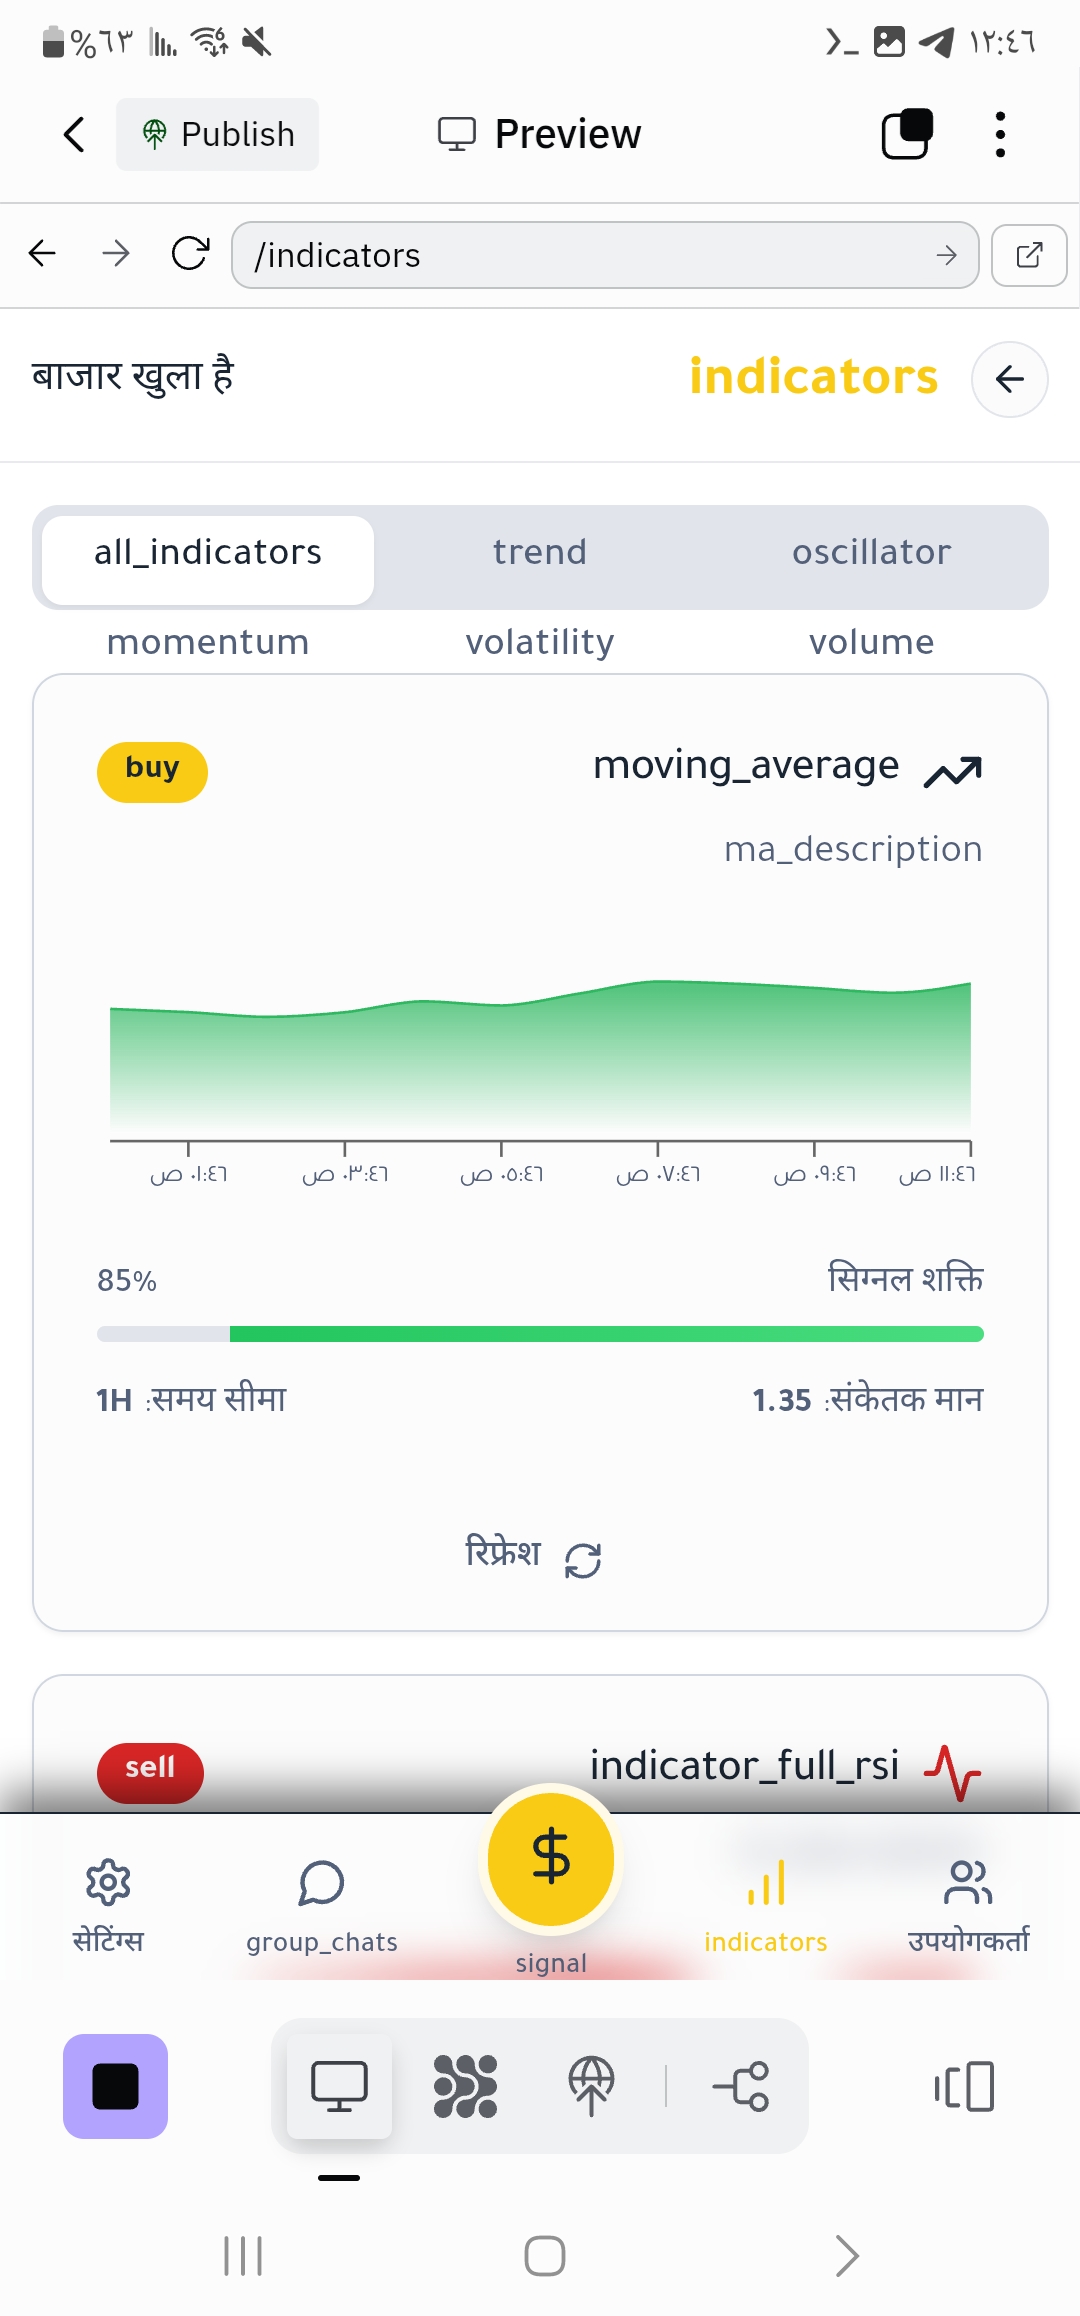 %٦٣
١٢:٤٦
Publish
Preview
/indicators
बाजार खुला है
indicators
all_indicators
trend
oscillator
momentum
volatility
volume
buy
moving_average
ma_description
٠١:٤٦ ص
٠٣:٤٦ ص
٠٥:٤٦ ص
٠٧:٤٦ ص
٠٩:٤٦ ص
١١:٤٦ ص
85%
सिग्नल शक्ति
1H :समय सीमा
1.35 :संकेतक मान
रिफ्रेश
sell
indicator_full_rsi
सेटिंग्स
group_chats
signal
indicators
उपयोगकर्ता